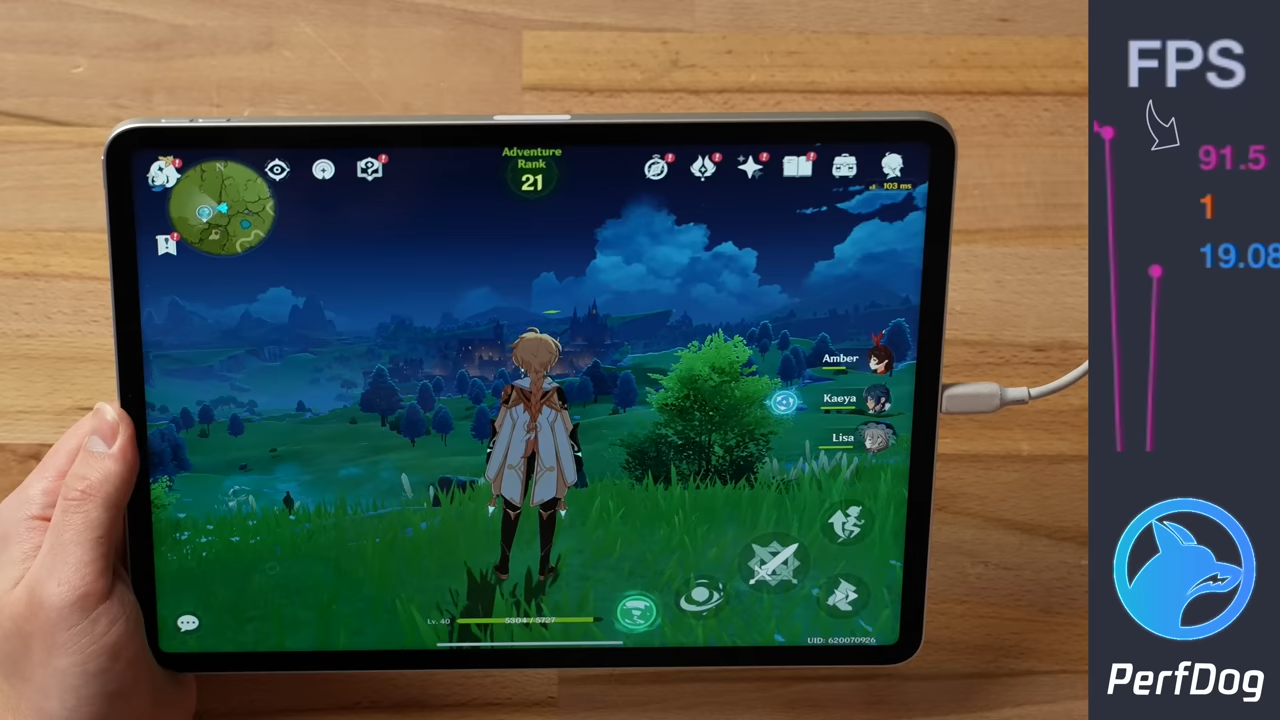 Adventure
Rank
21
N
103 ms
Amber
Kaeya
Lisa
Lv. 40
5304 / 5727
UID: 620070926
FPS
91.5
1
19.08
PerfDog